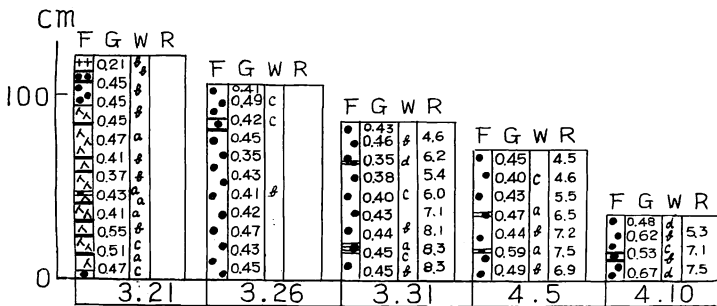 cm
100
0
F G W R
0.21 b
b
0.45 b
0.45
0.45 b
0.47 a
0.41 b
0.37 b
0.43 a
a
0.41 a
0.55 b
0.51 c
a
0.47 c
3.21
F G W R
0.41
0.49 c
0.42 c
0.45
0.35
0.43
0.41 b
0.42
0.47
0.43
0.45
3.26
F G W R
0.43
0.46 b 4.6
0.35 d 6.2
0.38 5.4
0.40 c 6.0
0.43 7.1
0.44 b 8.1
0.45 a 8.3
c
0.45 b 8.3
3.31
F G W R
0.45 4.5
0.40 c 4.6
0.43 5.5
0.47 a 6.5
0.44 b 7.2
0.59 a 7.5
0.49 b 6.9
4.5
F G W R
0.48 d
0.62 b 5.3
0.53 c 7.1
b
0.67 d 7.5
4.10